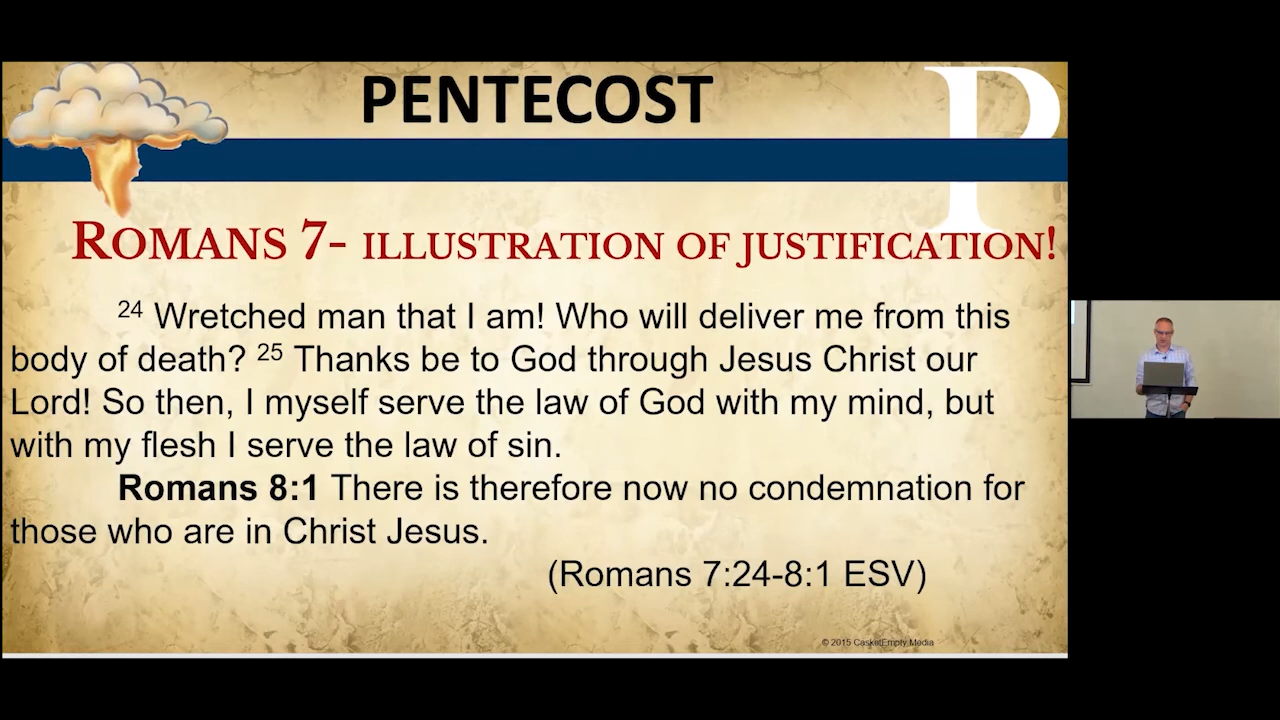 PENTECOST
P
ROMANS 7- ILLUSTRATION OF JUSTIFICATION!
24 Wretched man that I am! Who will deliver me from this
body of death? 25 Thanks be to God through Jesus Christ our
Lord! So then, I myself serve the law of God with my mind, but
with my flesh I serve the law of sin.
Romans 8:1 There is therefore now no condemnation for
those who are in Christ Jesus.
(Romans 7:24-8:1 ESV)
© 2015 CasketEmpty Media